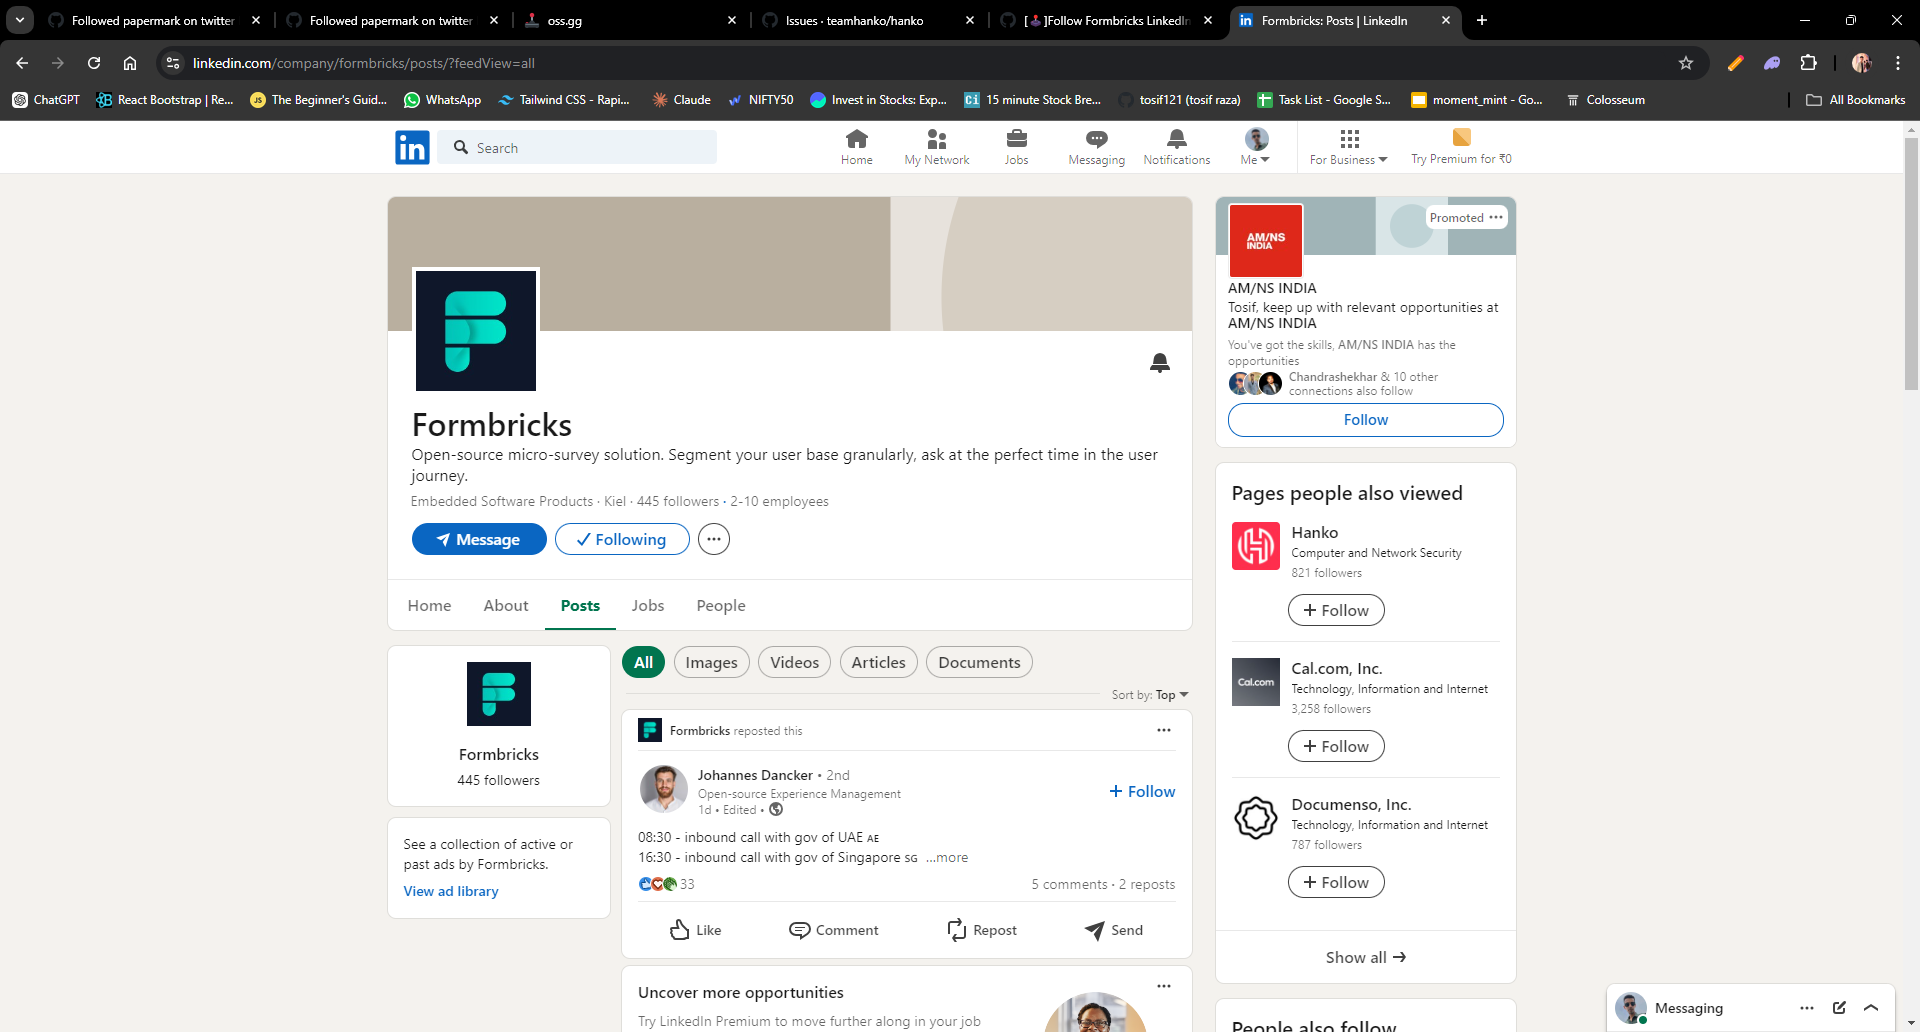 Followed papermark on twitter
Followed papermark on twitter
oss.gg
Issues · teamhanko/hanko
[🕹️]Follow Formbricks LinkedIn
Formbricks: Posts | LinkedIn
linkedin.com/company/formbricks/posts/?feedView=all
ChatGPT
React Bootstrap | Re...
The Beginner's Guid...
WhatsApp
Tailwind CSS - Rapi...
Claude
NIFTY50
Invest in Stocks: Exp...
15 minute Stock Bre...
tosif121 (tosif raza)
Task List - Google S...
moment_mint - Go...
Colosseum
All Bookmarks
in
Search
Home
My Network
Jobs
Messaging
Notifications
Me
For Business
Try Premium for ₹0
Formbricks
Open-source micro-survey solution. Segment your user base granularly, ask at the perfect time in the user
journey.
Embedded Software Products · Kiel · 445 followers · 2-10 employees
Message
Following
Home
About
Posts
Jobs
People
Formbricks
445 followers
See a collection of active or
past ads by Formbricks.
View ad library
All
Images
Videos
Articles
Documents
Sort by: Top
Formbricks reposted this
Johannes Dancker • 2nd
Open-source Experience Management
1d • Edited •
+ Follow
08:30 - inbound call with gov of UAE AE
16:30 - inbound call with gov of Singapore SG ...more
33
5 comments · 2 reposts
Like
Comment
Repost
Send
Uncover more opportunities
Try LinkedIn Premium to move further along in your job
Promoted
AM/NS
INDIA
AM/NS INDIA
Tosif, keep up with relevant opportunities at
AM/NS INDIA
You've got the skills, AM/NS INDIA has the
opportunities
Chandrashekhar & 10 other
connections also follow
Follow
Pages people also viewed
Hanko
Computer and Network Security
821 followers
+ Follow
Cal.com
Cal.com, Inc.
Technology, Information and Internet
3,258 followers
+ Follow
Documenso, Inc.
Technology, Information and Internet
787 followers
+ Follow
Show all →
People also follow
Messaging